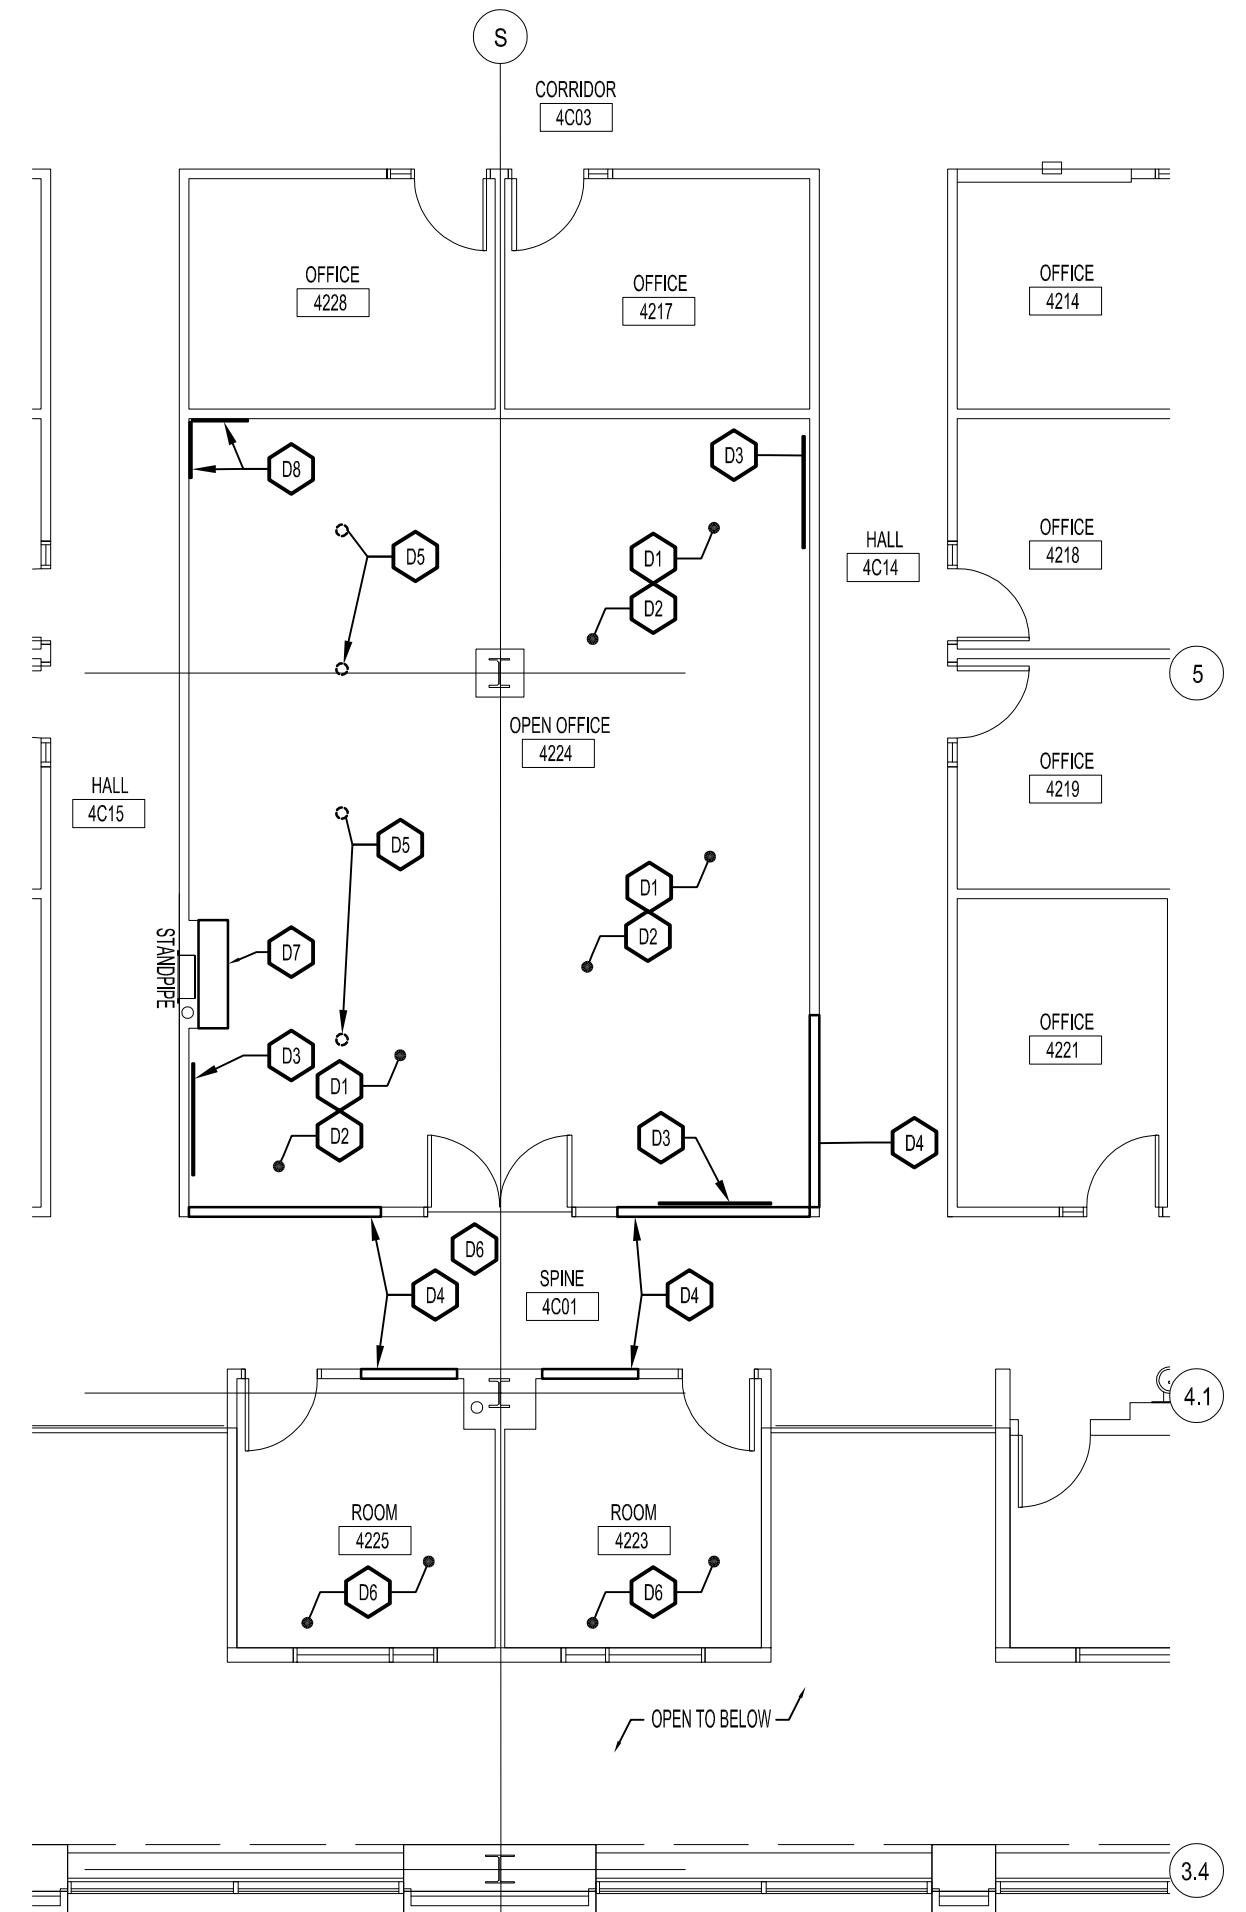 S
CORRIDOR
4C03
OFFICE
4228
OFFICE
4217
OFFICE
4214
D8
D3
D5
D1
D2
HALL
4C14
OFFICE
4218
5
OPEN OFFICE
4224
OFFICE
4219
HALL
4C15
D5
D1
D2
STANDPIPE
D7
D3
D1
D2
D3
D4
OFFICE
4221
D6
D4
SPINE
4C01
D4
4.1
ROOM
4225
D6
ROOM
4223
D6
OPEN TO BELOW
3.4